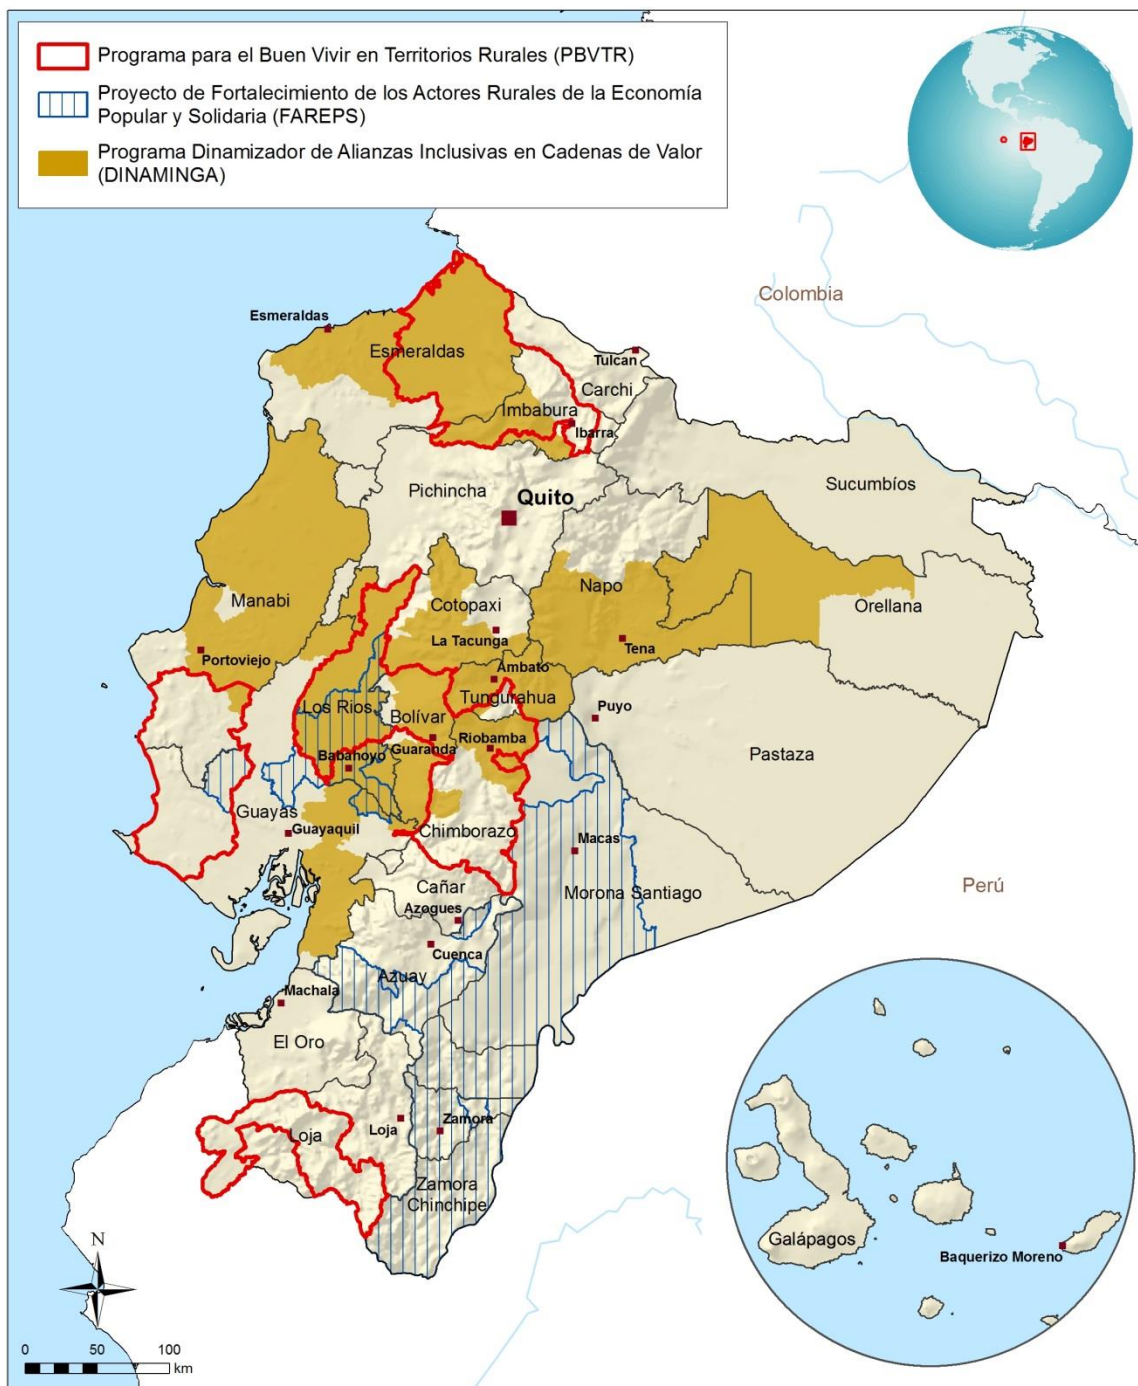 Programa para el Buen Vivir en Territorios Rurales (PBVTR)
Proyecto de Fortalecimiento de los Actores Rurales de la Economía
Popular y Solidaria (FAREPS)
Programa Dinamizador de Alianzas Inclusivas en Cadenas de Valor
(DINAMINGA)
Colombia
Esmeraldas
Esmeraldas
Tulcan
Carchi
Imbabura
Ibarra
Sucumbíos
Pichincha
Quito
Napo
Manabi
Cotopaxi
Orellana
La Tacunga
Tena
Portoviejo
Ambato
Tungurahua
Los Rios
Bolívar
Puyo
Riobamba
Guaranda
Babahoyo
Pastaza
Guayas
Guayaquil
Chimborazo
Macas
Cañar
Morona Santiago
Perú
Azogues
Cuenca
Azuay
Machala
El Oro
Loja
Loja
Zamora
Zamora
Chinchipe
Galápagos
Baquerizo Moreno
N
0 50 100
km